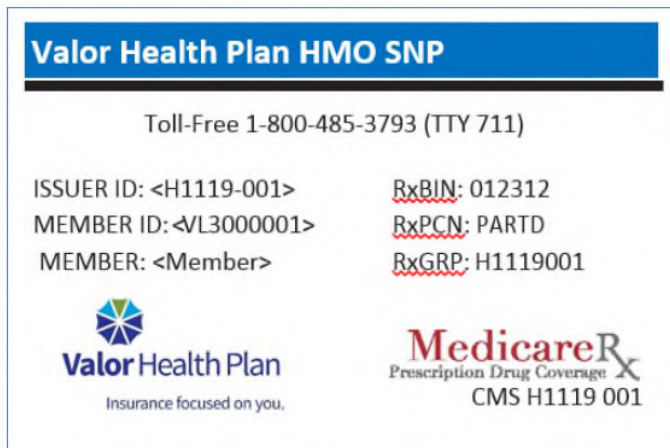 Valor Health Plan HMO SNP
Toll-Free 1-800-485-3793 (TTY 711)
ISSUER ID: <H1119-001>
RxBIN: 012312
MEMBER ID:<VL3000001>
RxPCN: PARTD
MEMBER: <Member>
RxGRP: H1119001
Valor Health Plan
Insurance focused on you.
MedicareRx
Prescription Drug Coverage
CMS H1119 001